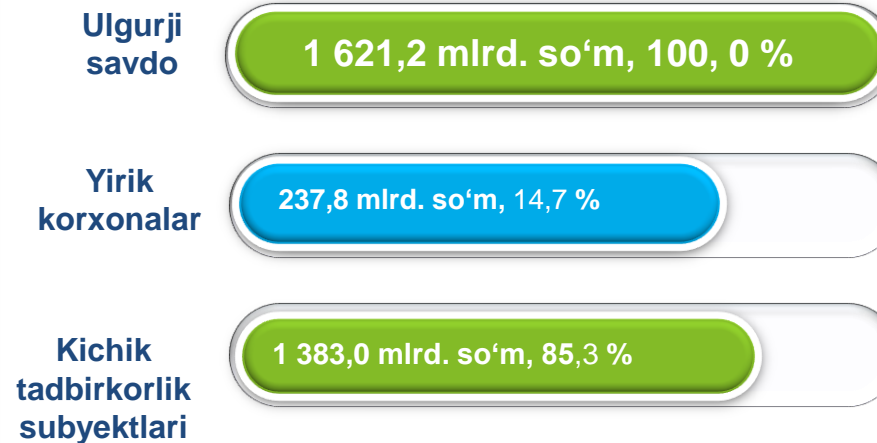 Ulgurji
savdo
1 621,2 mlrd. so‘m, 100, 0 %
Yirik
korxonalar
237,8 mlrd. so‘m, 14,7 %
Kichik
tadbirkorlik
subyektlari
1 383,0 mlrd. so‘m, 85,3 %